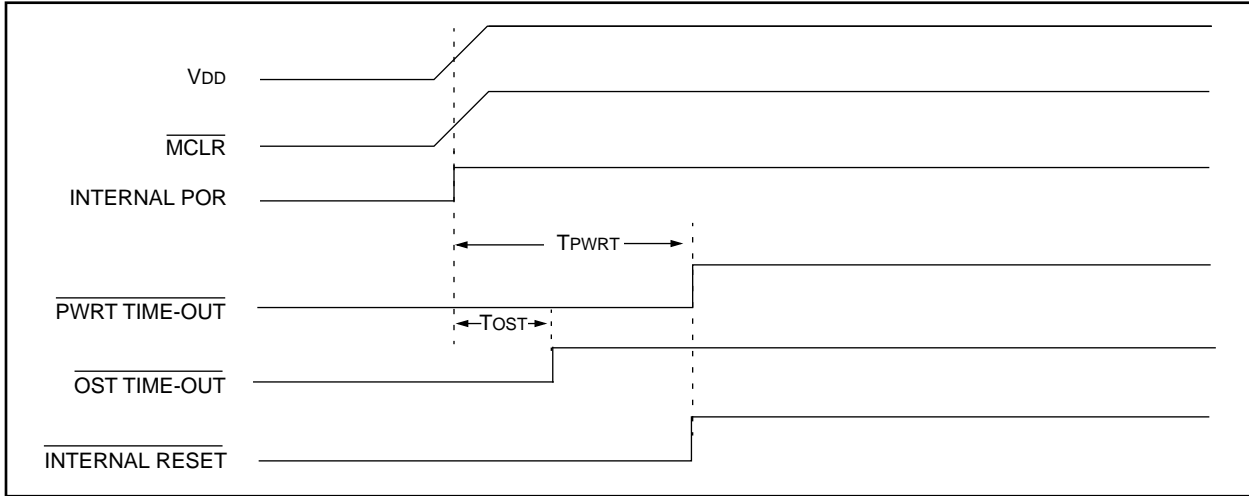 VDD
MCLR
INTERNAL POR
TPWRT
PWRT TIME-OUT
TOST
OST TIME-OUT
INTERNAL RESET